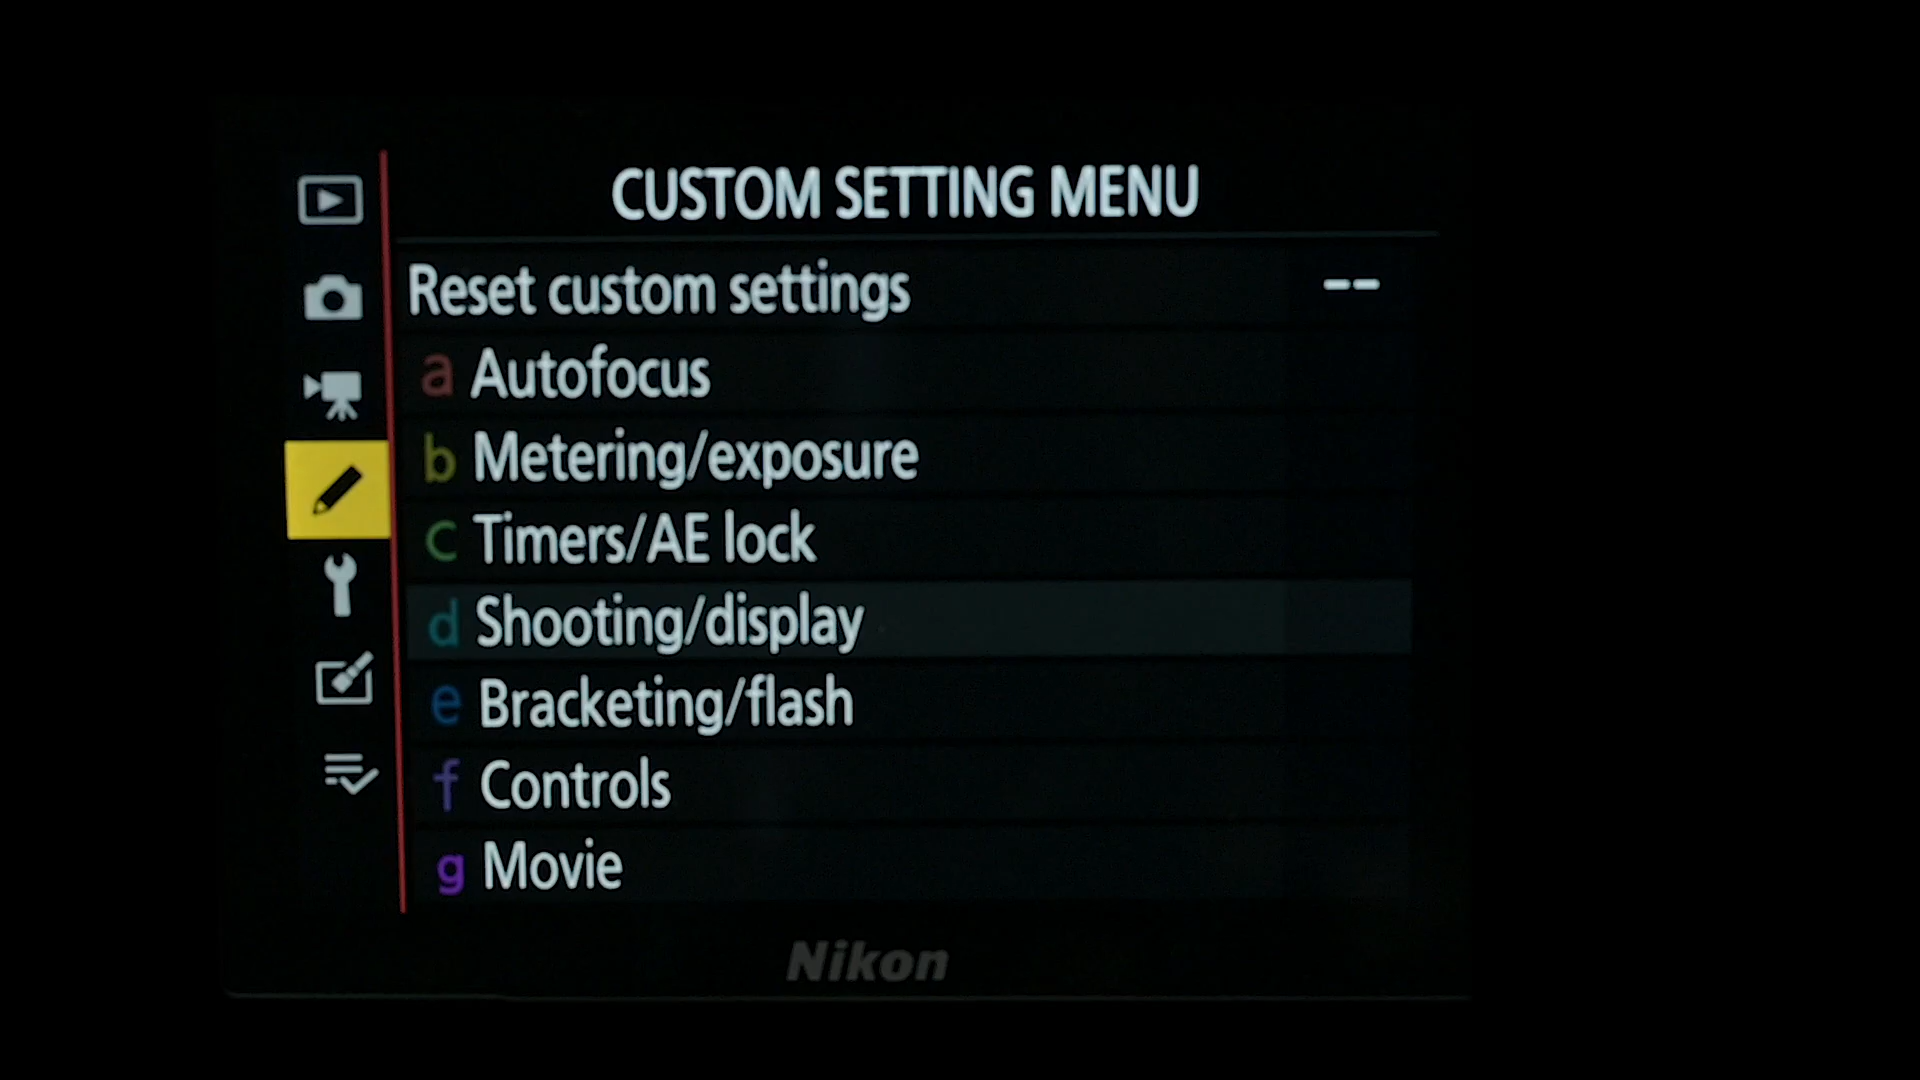 CUSTOM SETTING MENU
Reset custom settings --
a Autofocus
b Metering/exposure
c Timers/AE lock
d Shooting/display
e Bracketing/flash
f Controls
g Movie
Nikon